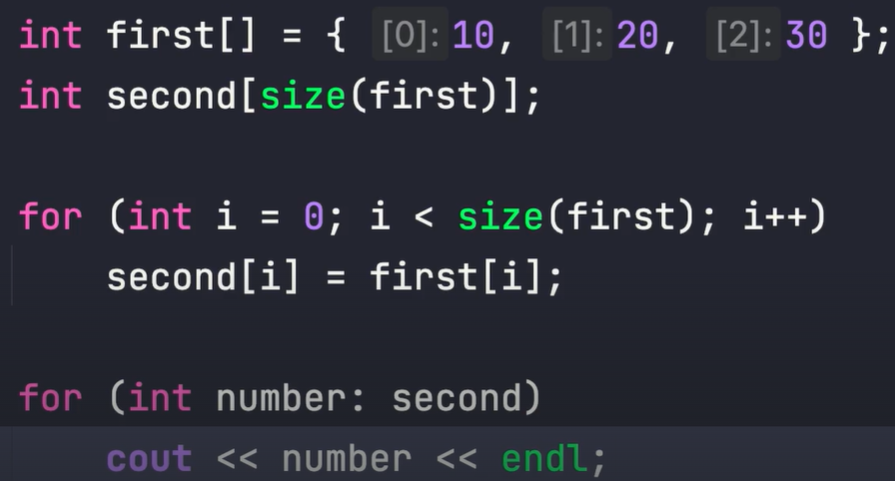 int first[] = { [0]: 10, [1]: 20, [2]: 30 };
int second[size(first)];
for (int i = 0; i < size(first); i++)
second[i] = first[i];
for (int number: second)
cout << number << endl;